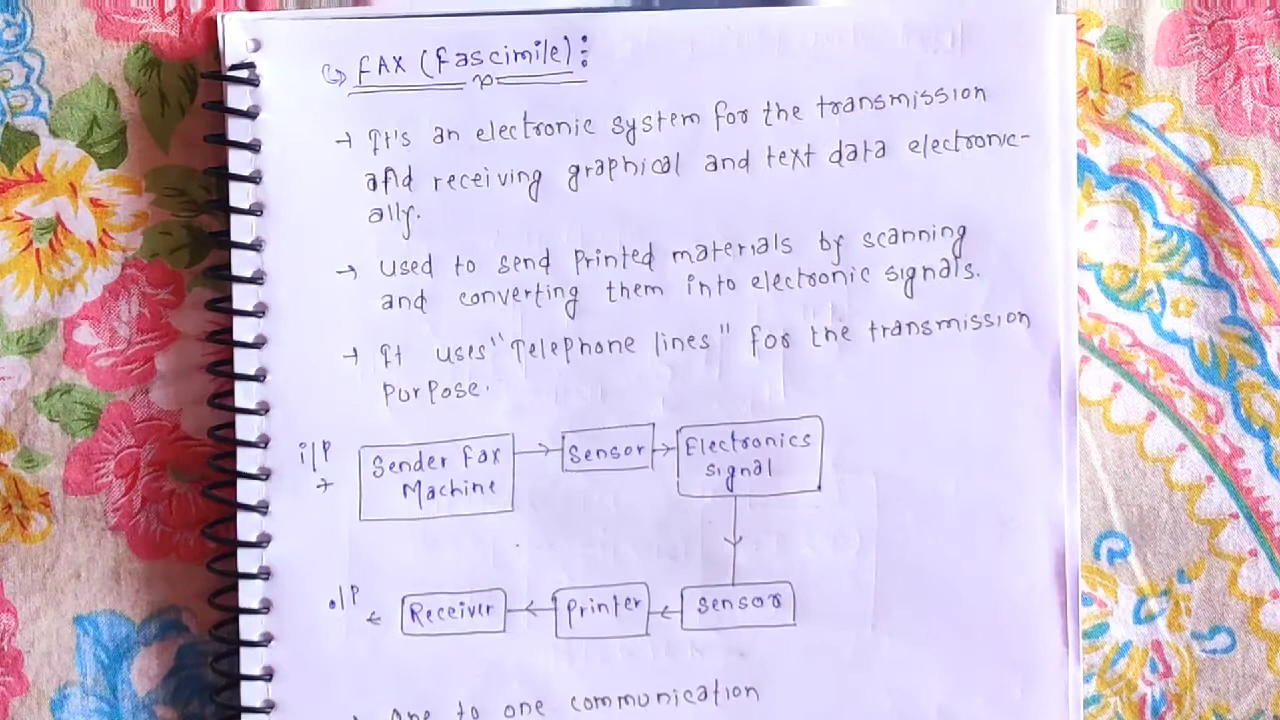 ↪ FAX (Fascimile):
→ It's an electronic system for the transmission
and receiving graphical and text data electronic-
ally.
→ Used to send Printed materials by scanning
and converting them into electronic signals.
→ It uses "Telephone lines" for the transmission
Purpose.
i/P → Sender Fax Machine → Sensor → Electronics signal
o/P ← Receiver ← Printer ← Sensor
one to one communication